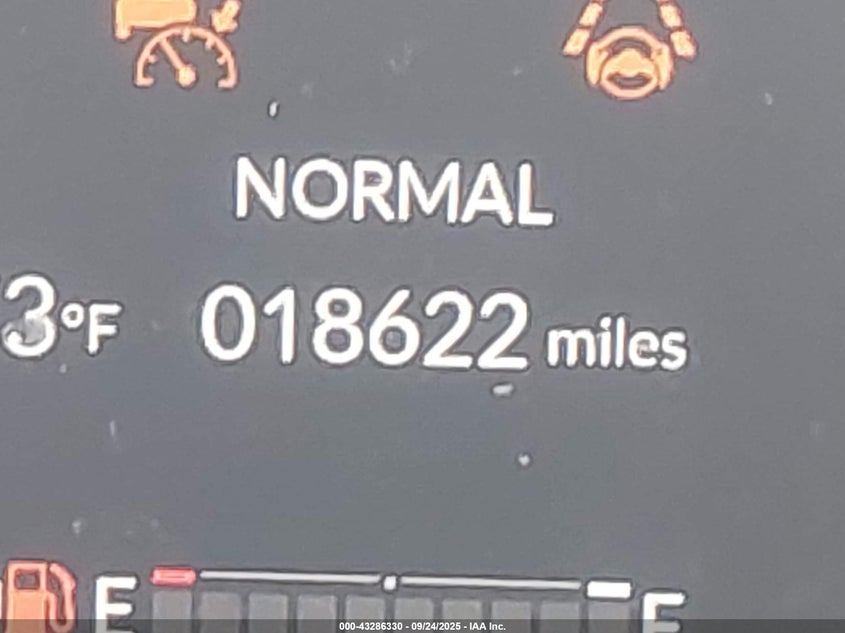 NORMAL
3°F 018622 miles
E F
000-43286330 - 09/24/2025 - IAA Inc.